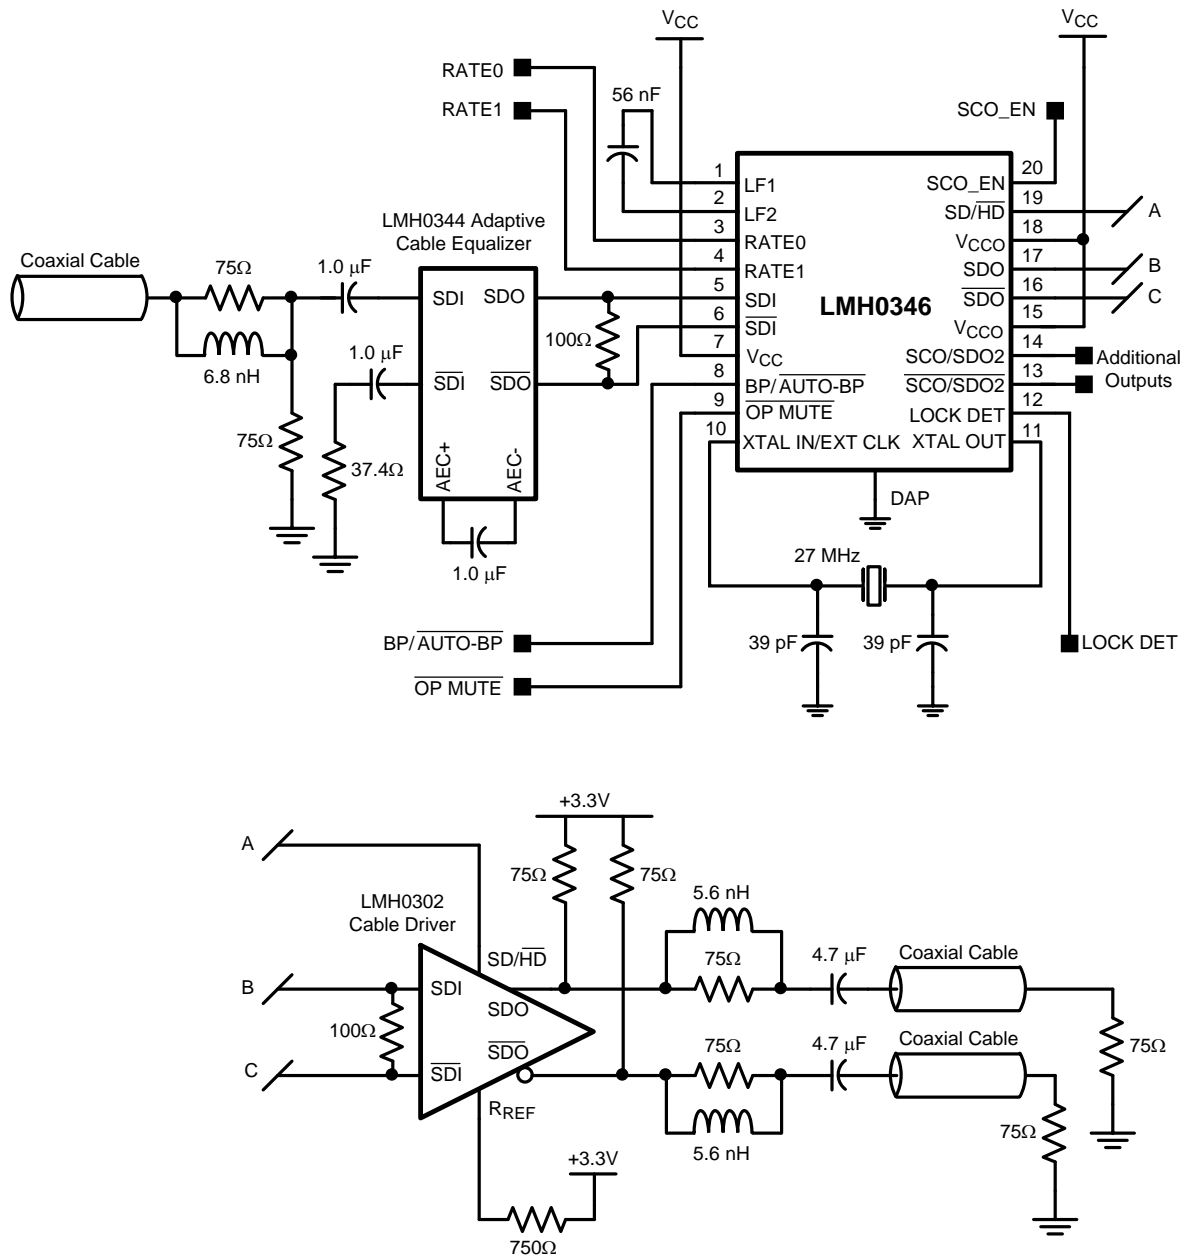 VCC
VCC
RATE0
RATE1
56 nF
SCO_EN
LMH0344 Adaptive
Cable Equalizer
Coaxial Cable
75Ω
6.8 nH
75Ω
1.0 µF
1.0 µF
37.4Ω
SDI
SDO
SDI
SDO
AEC+
AEC-
1.0 µF
100Ω
1
2
3
4
5
6
7
8
9
10
LF1
LF2
RATE0
RATE1
SDI
SDI
VCC
BP/AUTO-BP
OP MUTE
XTAL IN/EXT CLK
LMH0346
SCO_EN
SD/HD
VCCO
SDO
SDO
VCCO
SCO/SDO2
SCO/SDO2
LOCK DET
XTAL OUT
20
19
18
17
16
15
14
13
12
11
A
B
C
Additional
Outputs
DAP
27 MHz
39 pF
39 pF
LOCK DET
BP/AUTO-BP
OP MUTE
+3.3V
A
75Ω
75Ω
LMH0302
Cable Driver
5.6 nH
SD/HD
75Ω
4.7 µF
Coaxial Cable
B
SDI
SDO
100Ω
75Ω
SDO
75Ω
4.7 µF
Coaxial Cable
C
SDI
RREF
5.6 nH
75Ω
+3.3V
750Ω